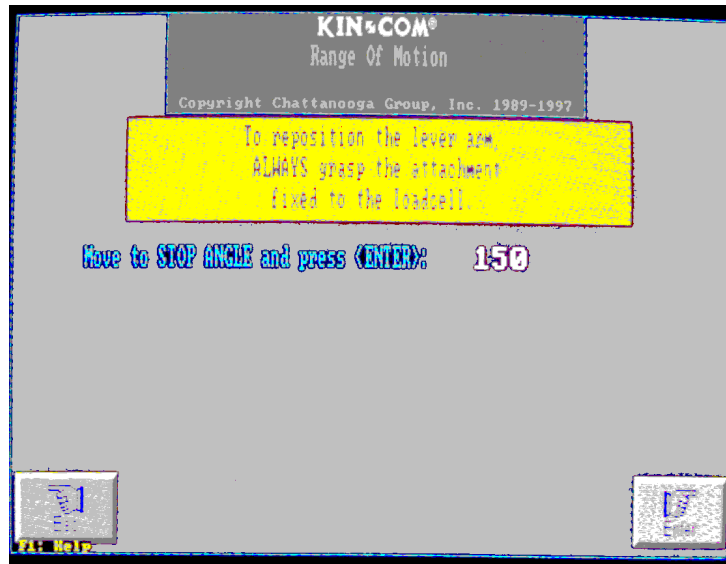 KIN-COM®
Range Of Motion
Copyright Chattanooga Group, Inc. 1989-1997
To reposition the lever arm,
ALWAYS grasp the attachment
fixed to the loadcell.
Move to STOP ANGLE and press <ENTER>: 150
F1: Help